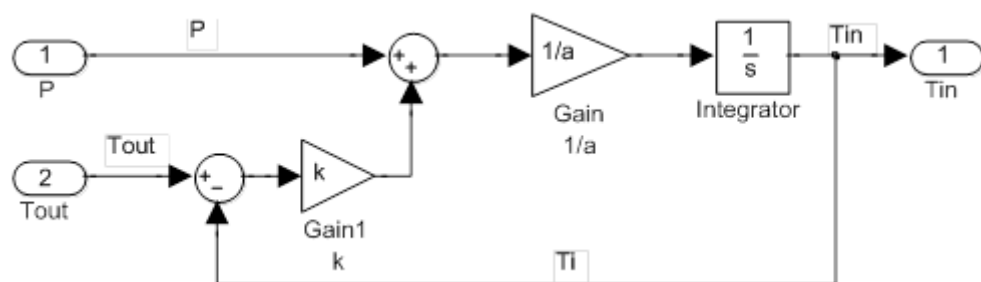 P
1
P
+
+
1/a
Gain
1/a
1
s
Integrator
Tin
1
Tin
Tout
2
Tout
+
−
k
Gain1
k
Ti